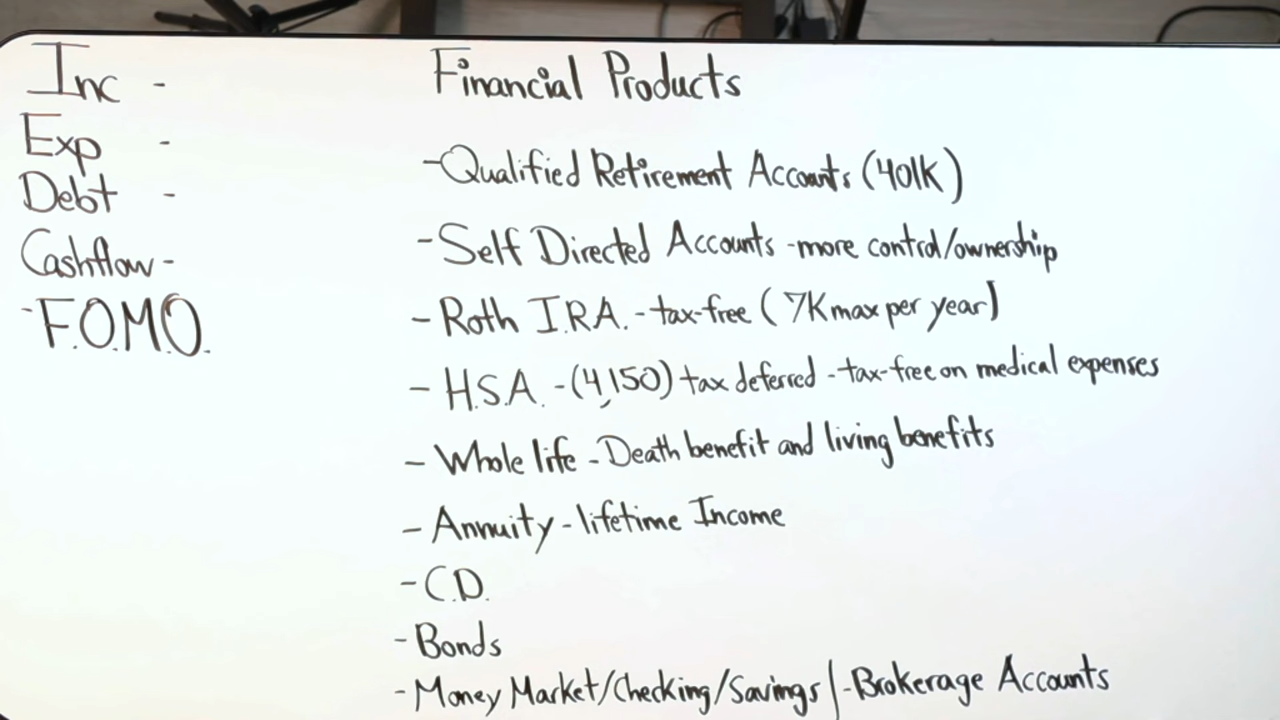 Inc -
Exp -
Debt -
Cashflow -
- F.O.M.O.
Financial Products
- Qualified Retirement Accounts (401K)
- Self Directed Accounts - more control/ownership
- Roth I.R.A. - tax-free (7K max per year)
- H.S.A. - (4,150) tax deferred - tax-free on medical expenses
- Whole life - Death benefit and living benefits
- Annuity - lifetime Income
- C.D.
- Bonds
- Money Market/Checking/Savings | - Brokerage Accounts